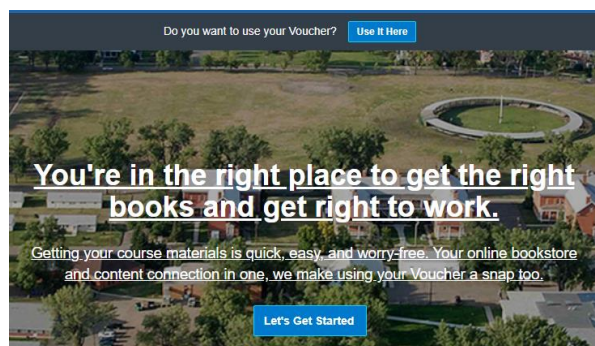 Do you want to use your Voucher? Use It Here
You're in the right place to get the right
books and get right to work.
Getting your course materials is quick, easy, and worry-free. Your online bookstore
and content connection in one, we make using your Voucher a snap too.
Let's Get Started